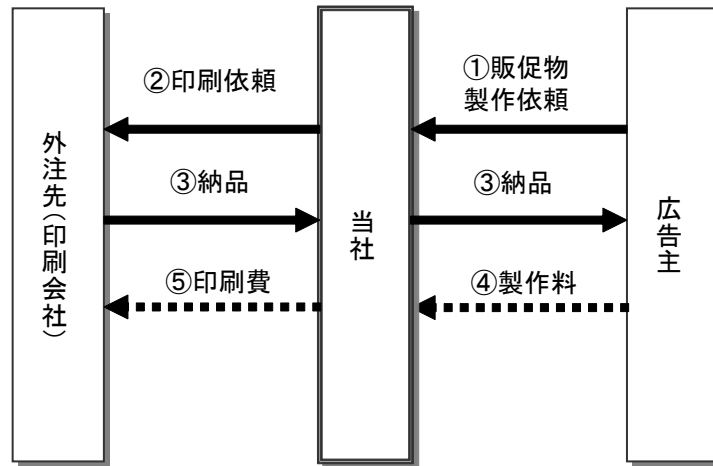 外注先(印刷会社)
②印刷依頼
③納品
⑤印刷費
当社
①販促物
製作依頼
③納品
④製作料
広告主